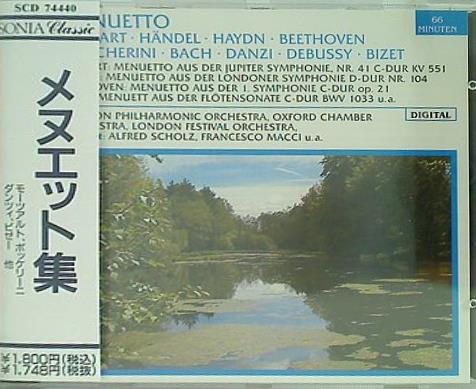 SCD 74440
SONIA Classic
メヌエット集
モーツアルト、ボッケリーニ
ダンツィ、ビゼー 他
¥1,800円(税込)
¥1,748円(税抜)
NUETTO
ART · HÄNDEL · HAYDN · BEETHOVEN
CHERINI · BACH · DANZI · DEBUSSY · BIZET
66
MINUTEN
RT: MENUETTO AUS DER JUPITER SYMPHONIE, NR. 41 C-DUR KV 551
: MENUETTO AUS DER LONDONER SYMPHONIE D-DUR NR. 104
OVEN: MENUETTO AUS DER 1. SYMPHONIE C-DUR op. 21
MENUETT AUS DER FLÖTENSONATE C-DUR BWV 1033 u.a.
ON PHILHARMONIC ORCHESTRA, OXFORD CHAMBER
STRA, LONDON FESTIVAL ORCHESTRA,
: ALFRED SCHOLZ, FRANCESCO MACCI u.a.
DIGITAL